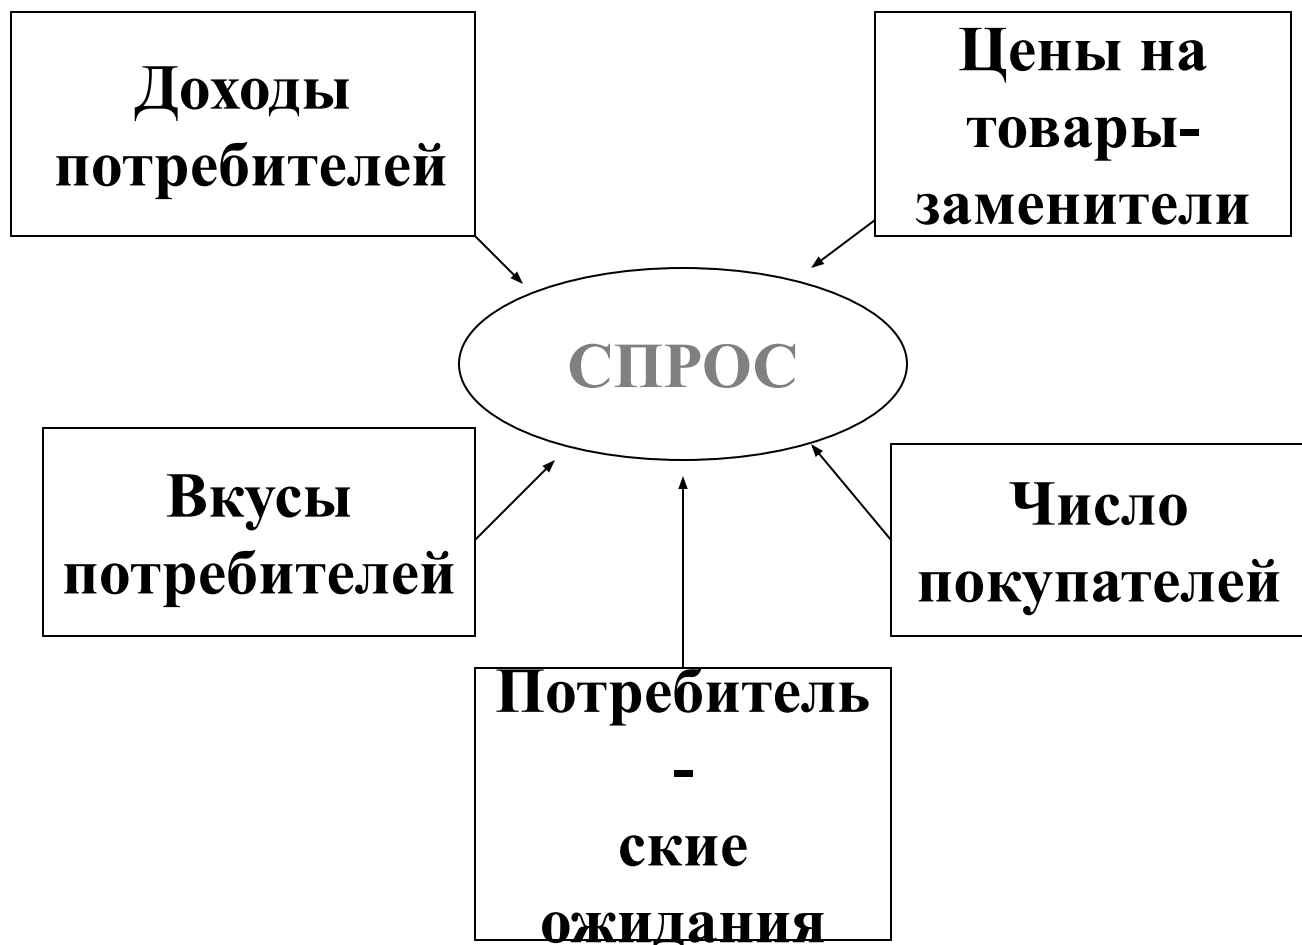 Доходы
потребителей
Цены на
товары-
заменители
СПРОС
Вкусы
потребителей
Число
покупателей
Потребитель
-
ские
ожидания